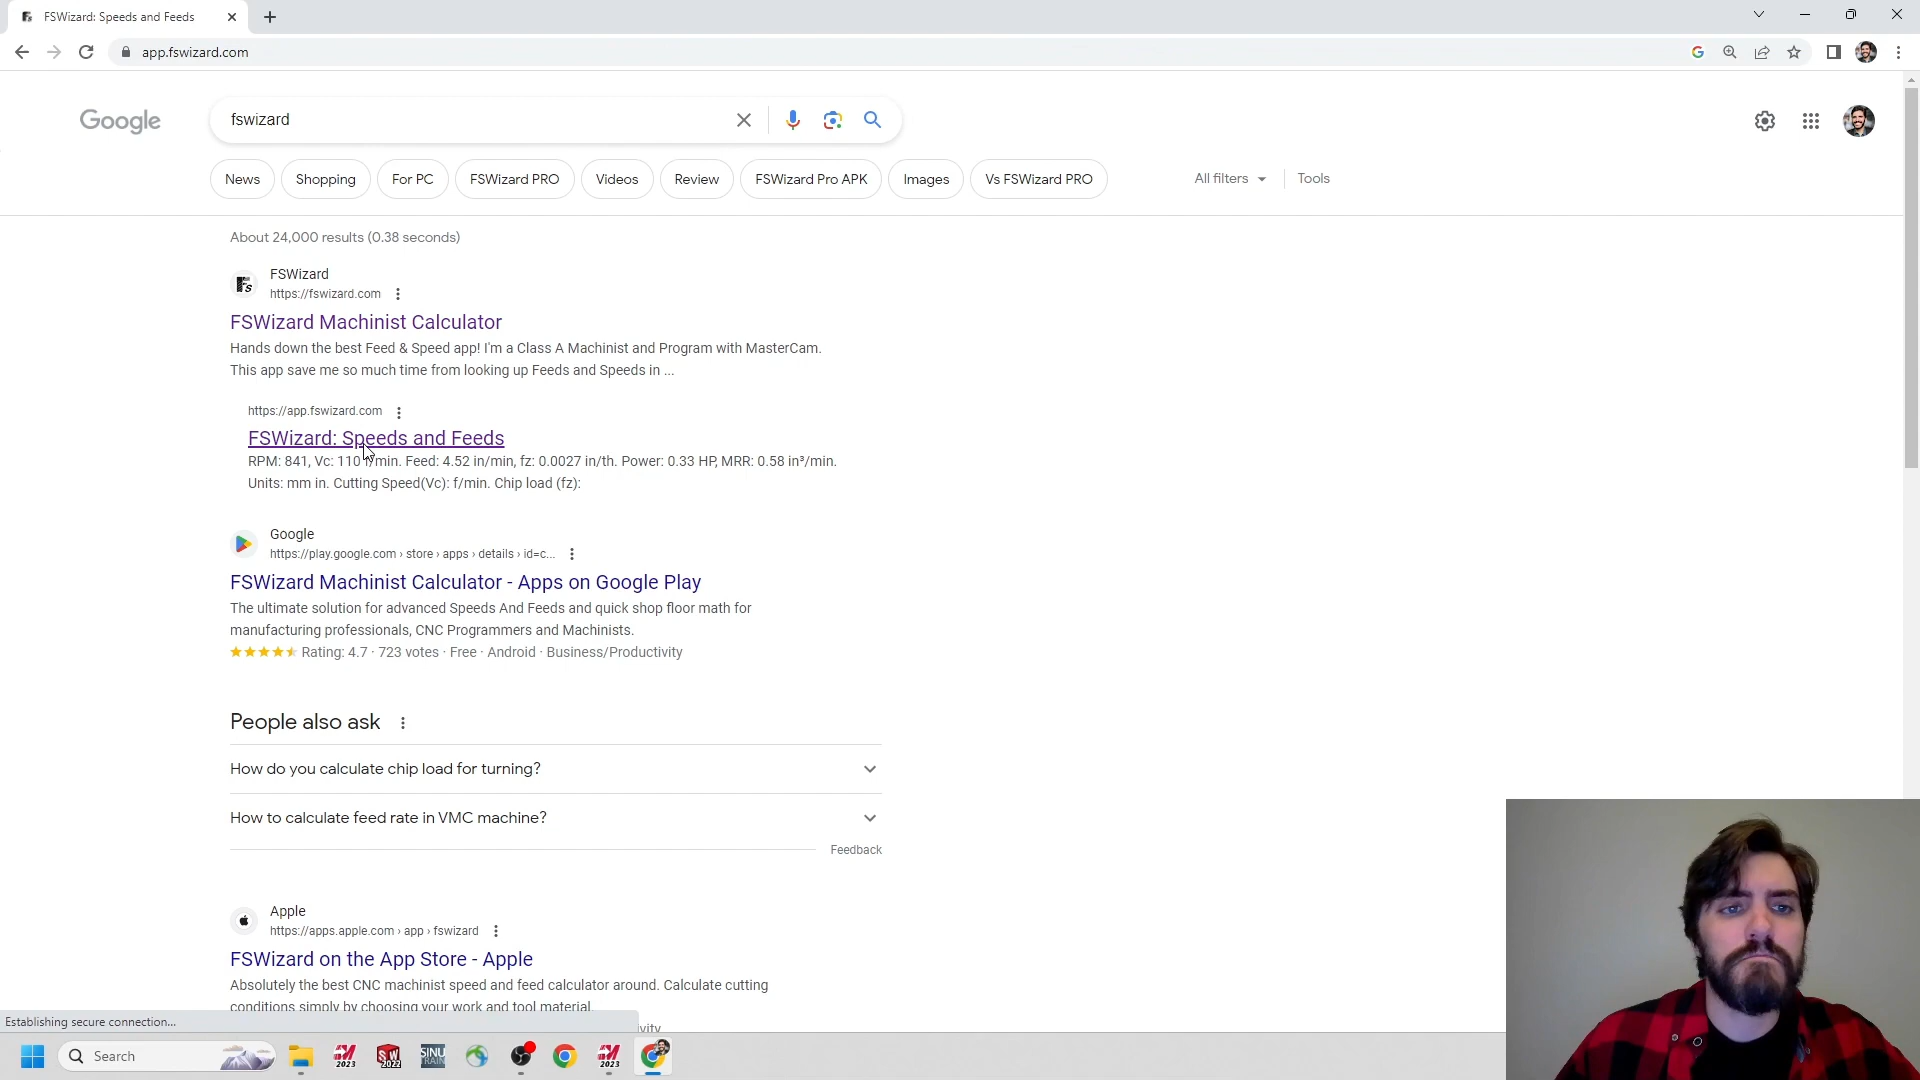 FSWizard: Speeds and Feeds
app.fswizard.com
Google
fswizard
News
Shopping
For PC
FSWizard PRO
Videos
Review
FSWizard Pro APK
Images
Vs FSWizard PRO
All filters
Tools
About 24,000 results (0.38 seconds)
FSWizard
https://fswizard.com
FSWizard Machinist Calculator
Hands down the best Feed & Speed app! I'm a Class A Machinist and Program with MasterCam.
This app save me so much time from looking up Feeds and Speeds in ...
https://app.fswizard.com
FSWizard: Speeds and Feeds
RPM: 841, Vc: 110 f/min. Feed: 4.52 in/min, fz: 0.0027 in/th. Power: 0.33 HP, MRR: 0.58 in³/min.
Units: mm in. Cutting Speed(Vc): f/min. Chip load (fz):
Google
https://play.google.com › store › apps › details › id=c...
FSWizard Machinist Calculator - Apps on Google Play
The ultimate solution for advanced Speeds And Feeds and quick shop floor math for
manufacturing professionals, CNC Programmers and Machinists.
Rating: 4.7 · 723 votes · Free · Android · Business/Productivity
People also ask
How do you calculate chip load for turning?
How to calculate feed rate in VMC machine?
Feedback
Apple
https://apps.apple.com › app › fswizard
FSWizard on the App Store - Apple
Absolutely the best CNC machinist speed and feed calculator around. Calculate cutting
conditions simply by choosing your work and tool material.
Establishing secure connection...
Search
2023
SW
2022
SINU
TRAIN
2023